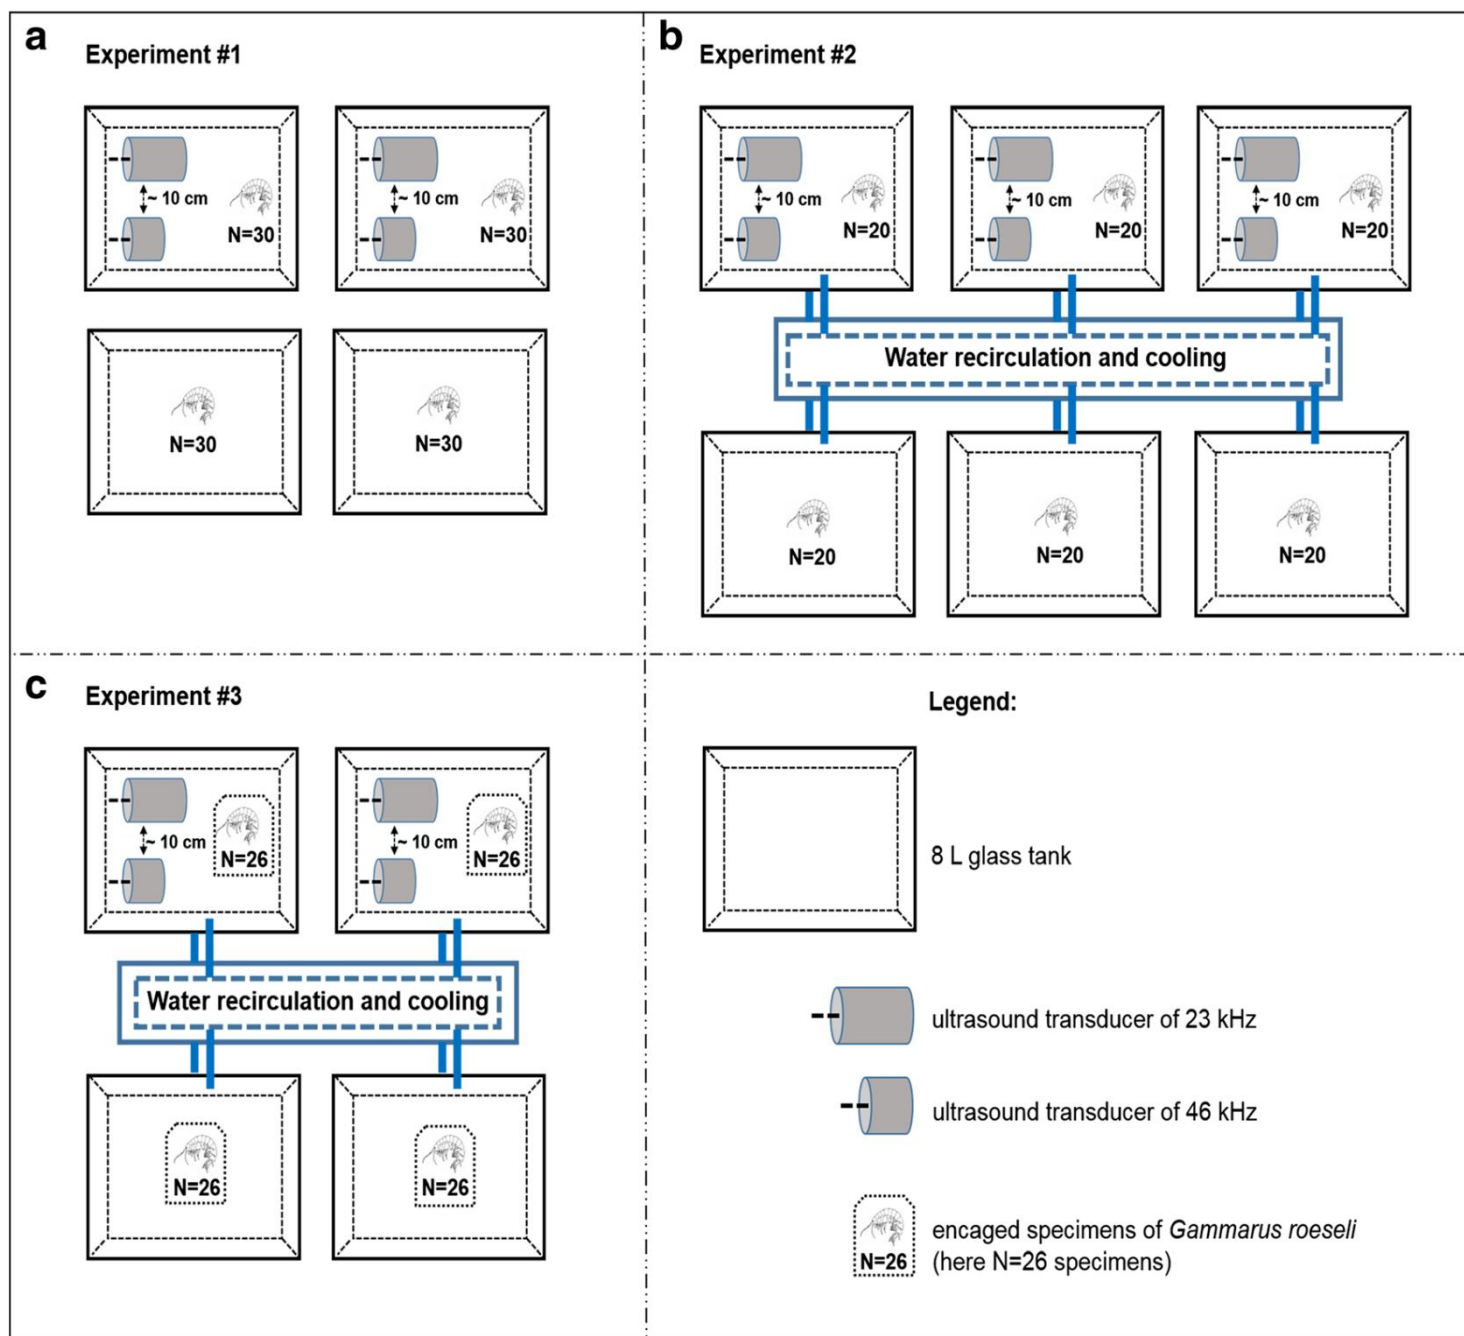 a
Experiment #1
~ 10 cm
N=30
~ 10 cm
N=30
N=30
N=30
b
Experiment #2
~ 10 cm
N=20
~ 10 cm
N=20
~ 10 cm
N=20
Water recirculation and cooling
N=20
N=20
N=20
c
Experiment #3
~ 10 cm
N=26
~ 10 cm
N=26
Water recirculation and cooling
N=26
N=26
Legend:
8 L glass tank
ultrasound transducer of 23 kHz
ultrasound transducer of 46 kHz
N=26
encaged specimens of Gammarus roeseli
(here N=26 specimens)